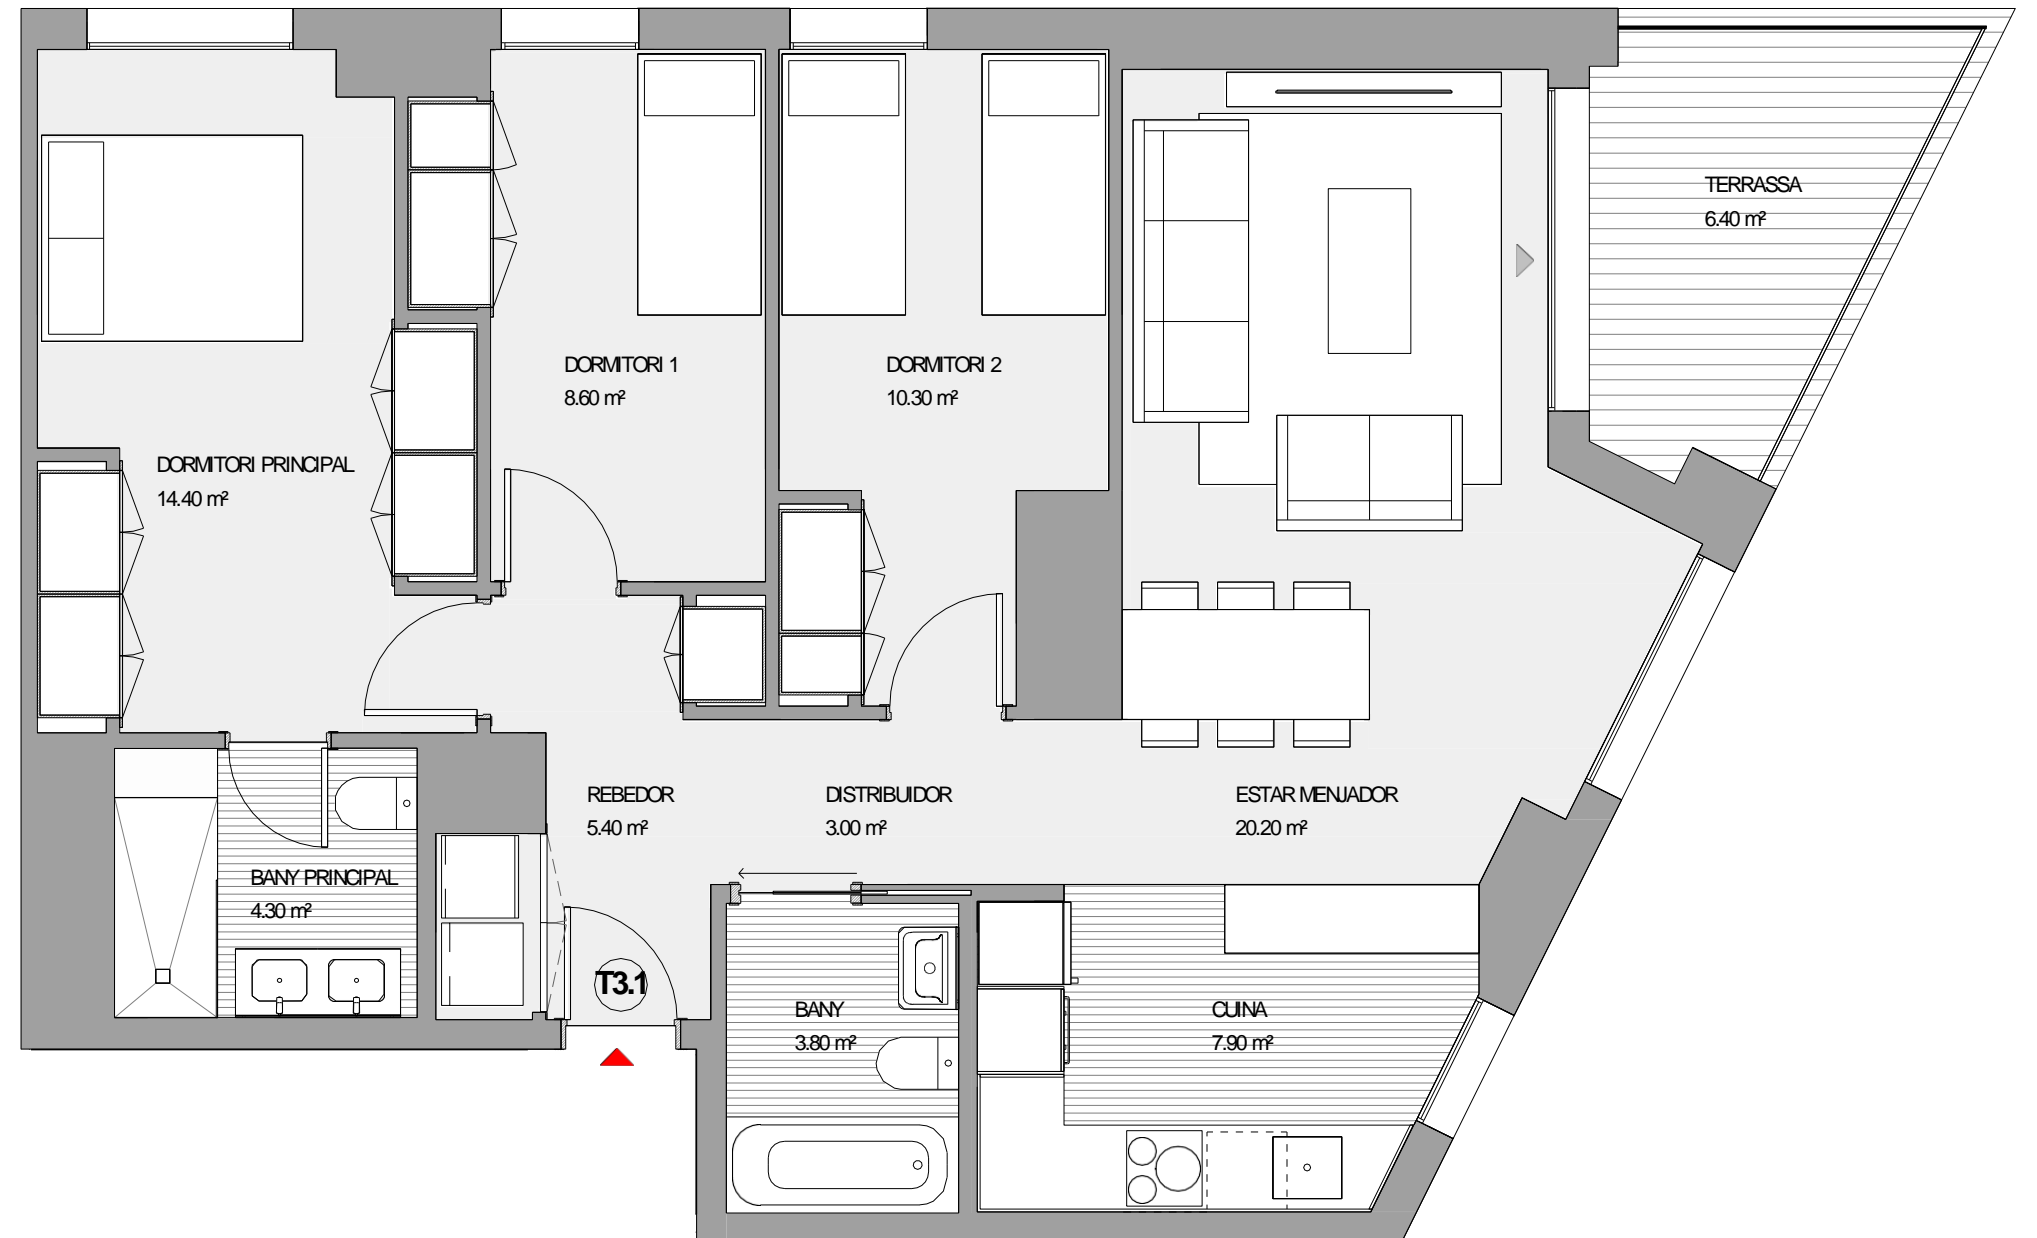 TERRASSA
6.40 m²
DORMITORI 1
8.60 m²
DORMITORI 2
10.30 m²
DORMITORI PRINCIPAL
14.40 m²
REBEDOR
5.40 m²
DISTRIBUIDOR
3.00 m²
ESTAR MENJADOR
20.20 m²
BANY PRINCIPAL
4.30 m²
T3.1
BANY
3.80 m²
CUINA
7.90 m²